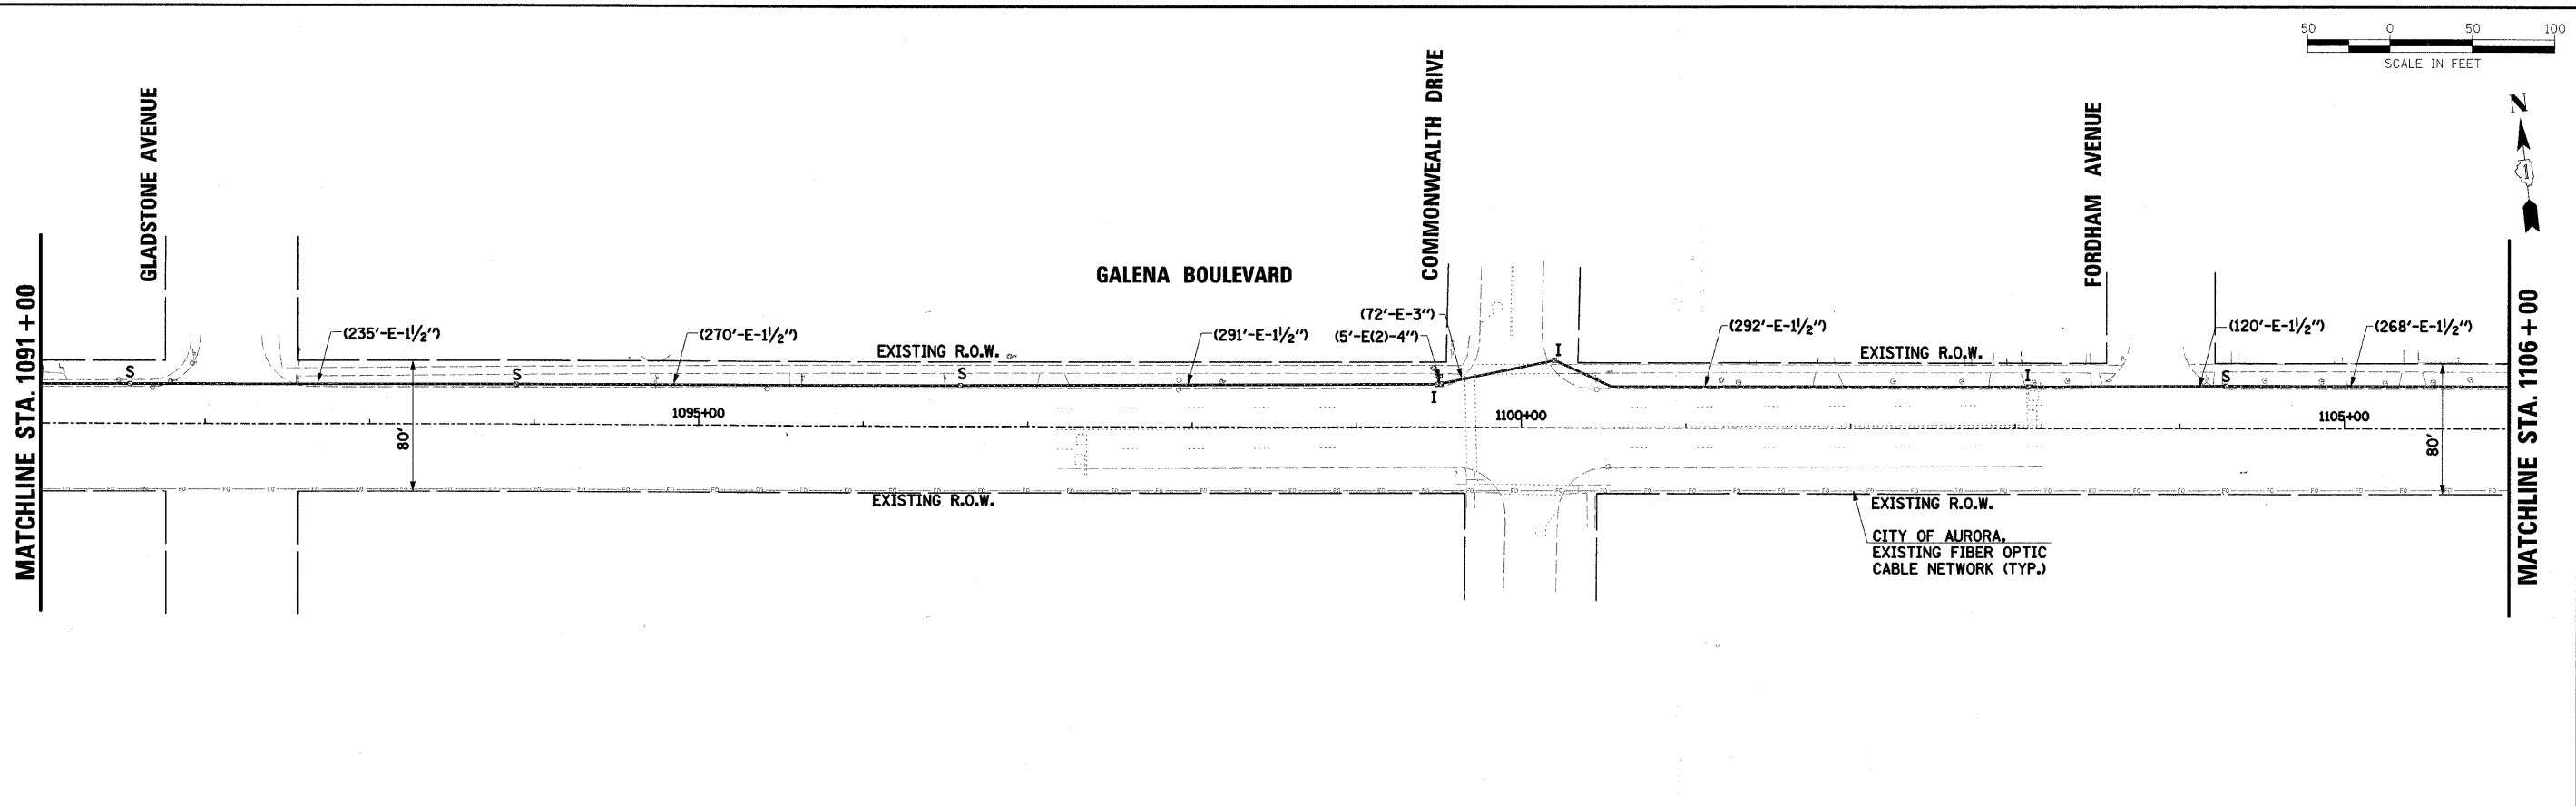 50 0 50 100
SCALE IN FEET
N
1
GLADSTONE AVENUE
COMMONWEALTH DRIVE
FORDHAM AVENUE
GALENA BOULEVARD
MATCHLINE STA. 1091+00
MATCHLINE STA. 1106+00
(235'-E-1½")
(270'-E-1½")
(291'-E-1½")
(72'-E-3")
(5'-E(2)-4")
(292'-E-1½")
(120'-E-1½")
(268'-E-1½")
EXISTING R.O.W.
EXISTING R.O.W.
S
S
S
I
I
I
S
1095+00
1100+00
1105+00
80'
80'
EXISTING R.O.W.
EXISTING R.O.W.
CITY OF AURORA,
EXISTING FIBER OPTIC
CABLE NETWORK (TYP.)